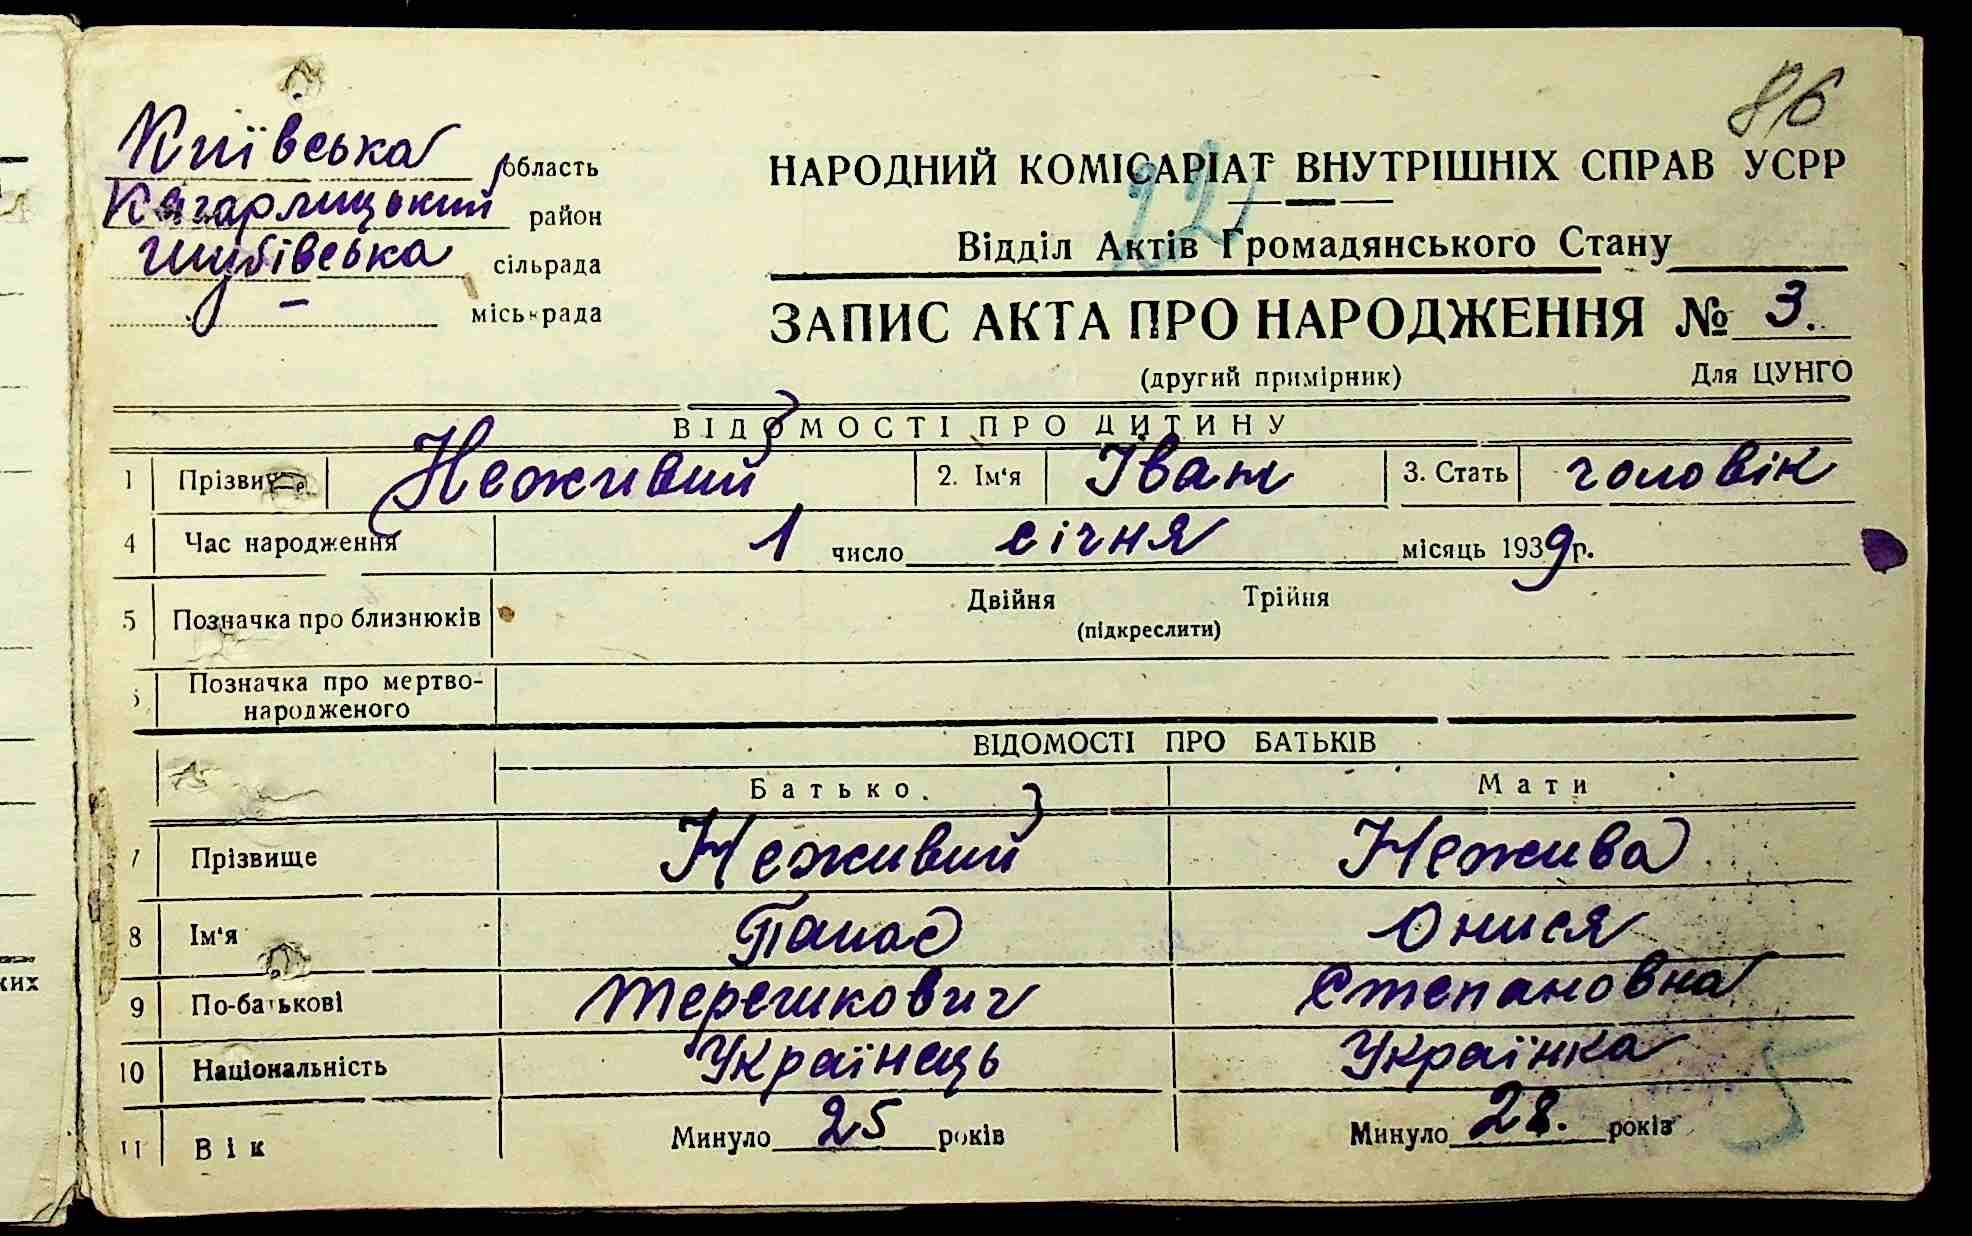 86
Київська область
Кагарлицький район
Шубівська сільрада
— міськрада
НАРОДНИЙ КОМІСАРІАТ ВНУТРІШНІХ СПРАВ УСРР
Відділ Актів Громадянського Стану
ЗАПИС АКТА ПРО НАРОДЖЕННЯ № 3.
(другий примірник) Для ЦУНГО
ВІДОМОСТІ ПРО ДИТИНУ
1 Прізвище Неживий 2. Ім'я Іван 3. Стать чоловік
4 Час народження 1 число січня місяць 1939 р.
5 Позначка про близнюків Двійня Трійня
(підкреслити)
Позначка про мертво-
народженого
ВІДОМОСТІ ПРО БАТЬКІВ
Батько Мати
7 Прізвище Неживий Нежива
8 Ім'я Панас Онися
9 По-батькові Терешкович Степановна
10 Національність Українець Українка
11 Вік Минуло 25 років Минуло 28. років